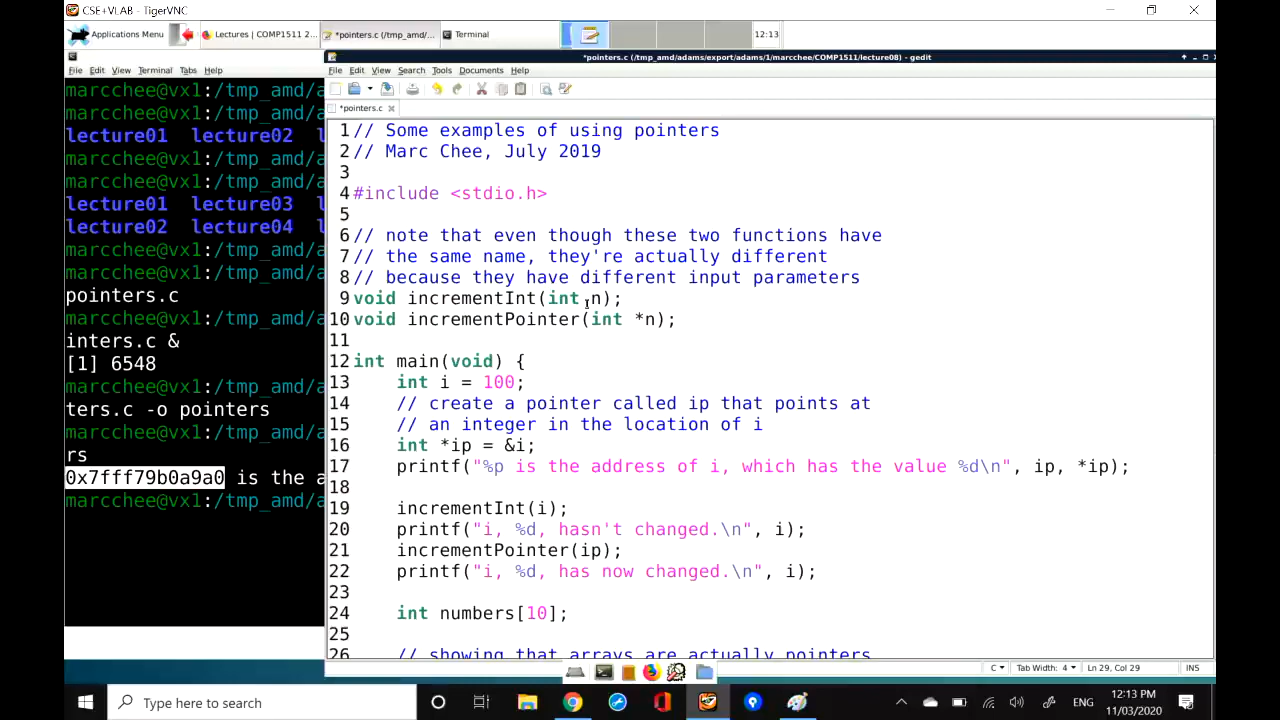 CSE+VLAB - TigerVNC
Applications Menu
Lectures | COMP1511 2...
*pointers.c (/tmp_amd/...
Terminal
12:13
File Edit View Terminal Tabs Help
marcchee@vx1:/tmp_amd/a
marcchee@vx1:/tmp_amd/a
lecture01 lecture02 l
marcchee@vx1:/tmp_amd/a
marcchee@vx1:/tmp_amd/a
lecture01 lecture03 l
lecture02 lecture04 l
marcchee@vx1:/tmp_amd/a
marcchee@vx1:/tmp_amd/a
pointers.c
marcchee@vx1:/tmp_amd/a
inters.c &
[1] 6548
marcchee@vx1:/tmp_amd/a
ters.c -o pointers
marcchee@vx1:/tmp_amd/a
rs
0x7fff79b0a9a0 is the a
marcchee@vx1:/tmp_amd/a
*pointers.c (/tmp_amd/adams/export/adams/1/marcchee/COMP1511/lecture08) - gedit
File Edit View Search Tools Documents Help
*pointers.c
1 // Some examples of using pointers
2 // Marc Chee, July 2019
3
4 #include <stdio.h>
5
6 // note that even though these two functions have
7 // the same name, they're actually different
8 // because they have different input parameters
9 void incrementInt(int n);
10 void incrementPointer(int *n);
11
12 int main(void) {
13     int i = 100;
14     // create a pointer called ip that points at
15     // an integer in the location of i
16     int *ip = &i;
17     printf("%p is the address of i, which has the value %d\n", ip, *ip);
18
19     incrementInt(i);
20     printf("i, %d, hasn't changed.\n", i);
21     incrementPointer(ip);
22     printf("i, %d, has now changed.\n", i);
23
24     int numbers[10];
25
26     // showing that arrays are actually pointers
C Tab Width: 4 Ln 29, Col 29 INS
Type here to search
ENG
12:13 PM
11/03/2020